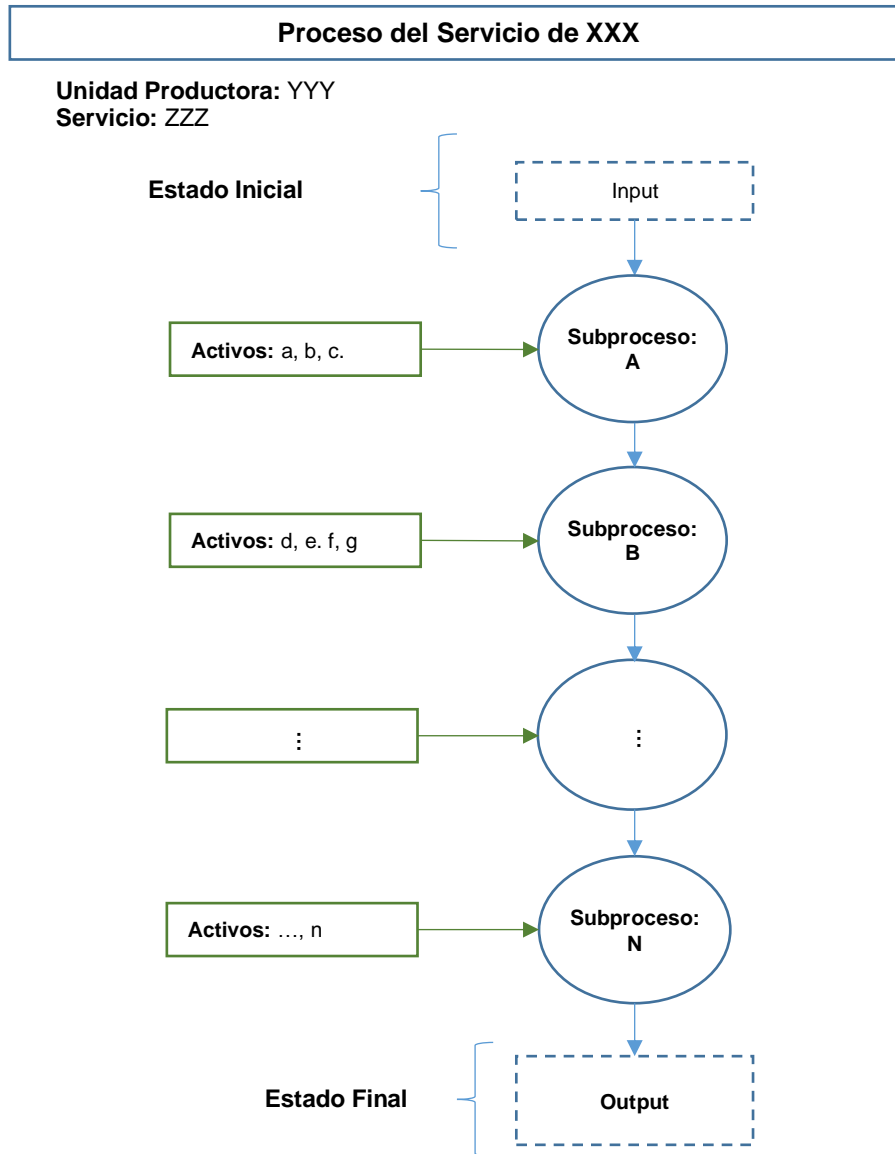 Proceso del Servicio de XXX
Unidad Productora: YYY
Servicio: ZZZ
Estado Inicial
Input
Activos: a, b, c.
Subproceso:
A
Activos: d, e. f, g
Subproceso:
B
⋮
⋮
Activos: …, n
Subproceso:
N
Estado Final
Output